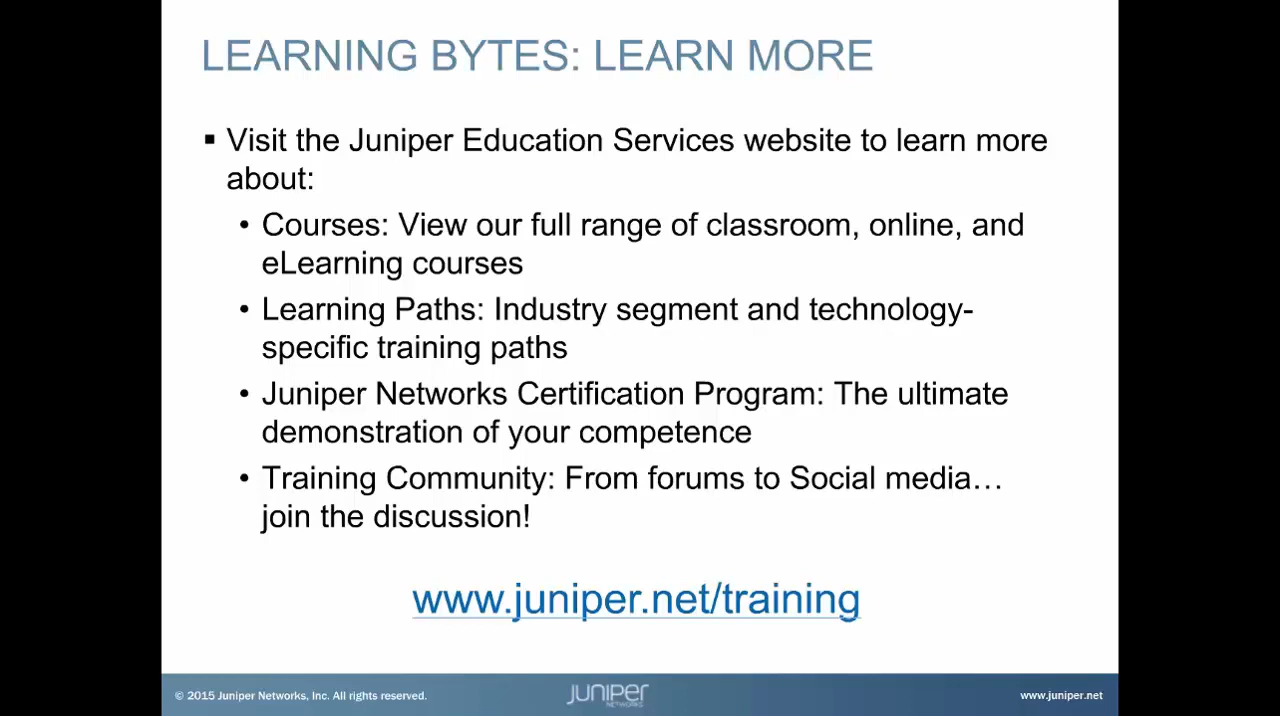 LEARNING BYTES: LEARN MORE
▪ Visit the Juniper Education Services website to learn more
about:
• Courses: View our full range of classroom, online, and
eLearning courses
• Learning Paths: Industry segment and technology-
specific training paths
• Juniper Networks Certification Program: The ultimate
demonstration of your competence
• Training Community: From forums to Social media…
join the discussion!
www.juniper.net/training
© 2015 Juniper Networks, Inc. All rights reserved.
JUNIPER
NETWORKS
www.juniper.net